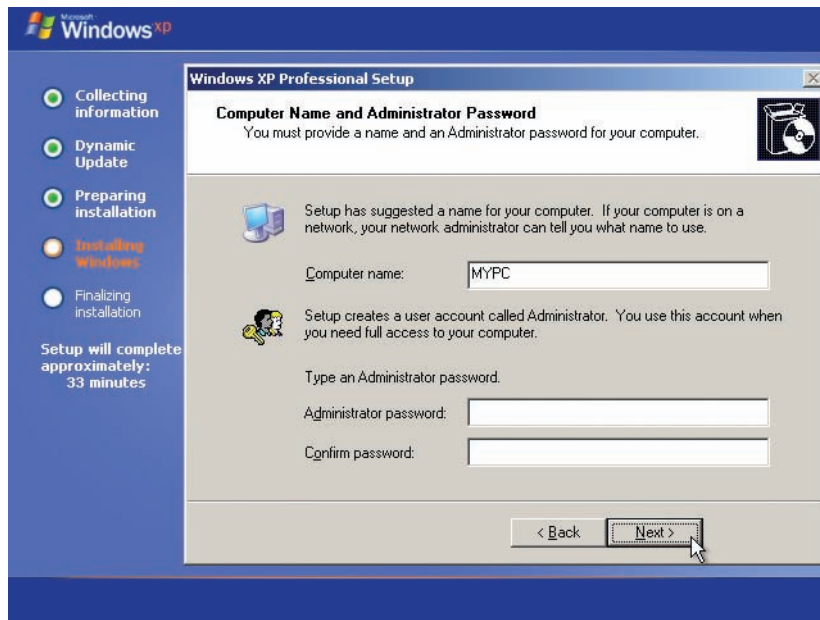 Microsoft
Windows xp
Collecting
information
Dynamic
Update
Preparing
installation
Installing
Windows
Finalizing
installation
Setup will complete
approximately:
33 minutes
Windows XP Professional Setup
Computer Name and Administrator Password
You must provide a name and an Administrator password for your computer.
Setup has suggested a name for your computer. If your computer is on a
network, your network administrator can tell you what name to use.
Computer name:
MYPC
Setup creates a user account called Administrator. You use this account when
you need full access to your computer.
Type an Administrator password.
Administrator password:
Confirm password:
< Back
Next >